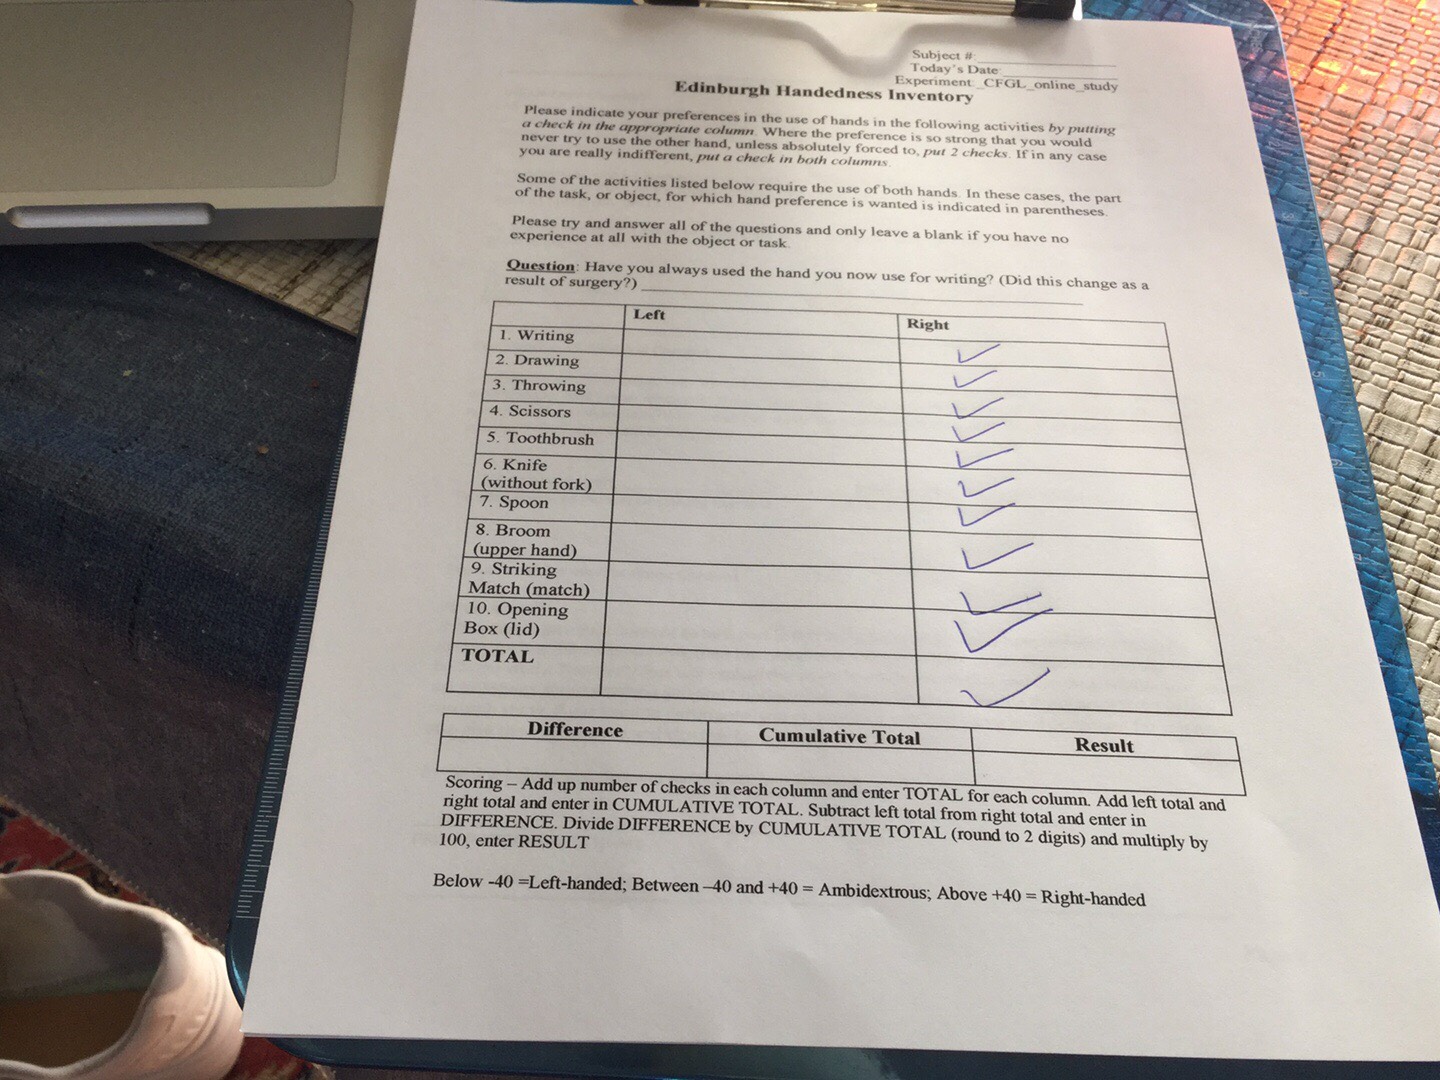 Subject #:
Today's Date
Experiment: _CFGL_online_study
Edinburgh Handedness Inventory
Please indicate your preferences in the use of hands in the following activities by putting
a check in the appropriate column. Where the preference is so strong that you would
never try to use the other hand, unless absolutely forced to, put 2 checks. If in any case
you are really indifferent, put a check in both columns.
Some of the activities listed below require the use of both hands. In these cases, the part
of the task, or object, for which hand preference is wanted is indicated in parentheses.
Please try and answer all of the questions and only leave a blank if you have no
experience at all with the object or task.
Question: Have you always used the hand you now use for writing? (Did this change as a
result of surgery?)
Left Right
1. Writing ✓
2. Drawing ✓
3. Throwing ✓
4. Scissors ✓
5. Toothbrush ✓
6. Knife
(without fork) ✓
7. Spoon ✓
8. Broom
(upper hand) ✓
9. Striking
Match (match) ✓
10. Opening
Box (lid) ✓
TOTAL ✓
Difference Cumulative Total Result
Scoring – Add up number of checks in each column and enter TOTAL for each column. Add left total and
right total and enter in CUMULATIVE TOTAL. Subtract left total from right total and enter in
DIFFERENCE. Divide DIFFERENCE by CUMULATIVE TOTAL (round to 2 digits) and multiply by
100, enter RESULT
Below -40 =Left-handed; Between –40 and +40 = Ambidextrous; Above +40 = Right-handed